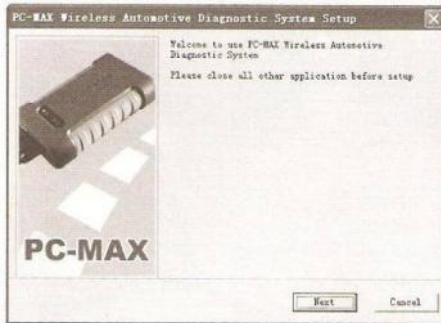 PC-MAX Wireless Automotive Diagnostic System Setup
Welcome to use PC-MAX Wireless Automotive
Diagnostic System
Please close all other application before setup
PC-MAX
Next
Cancel